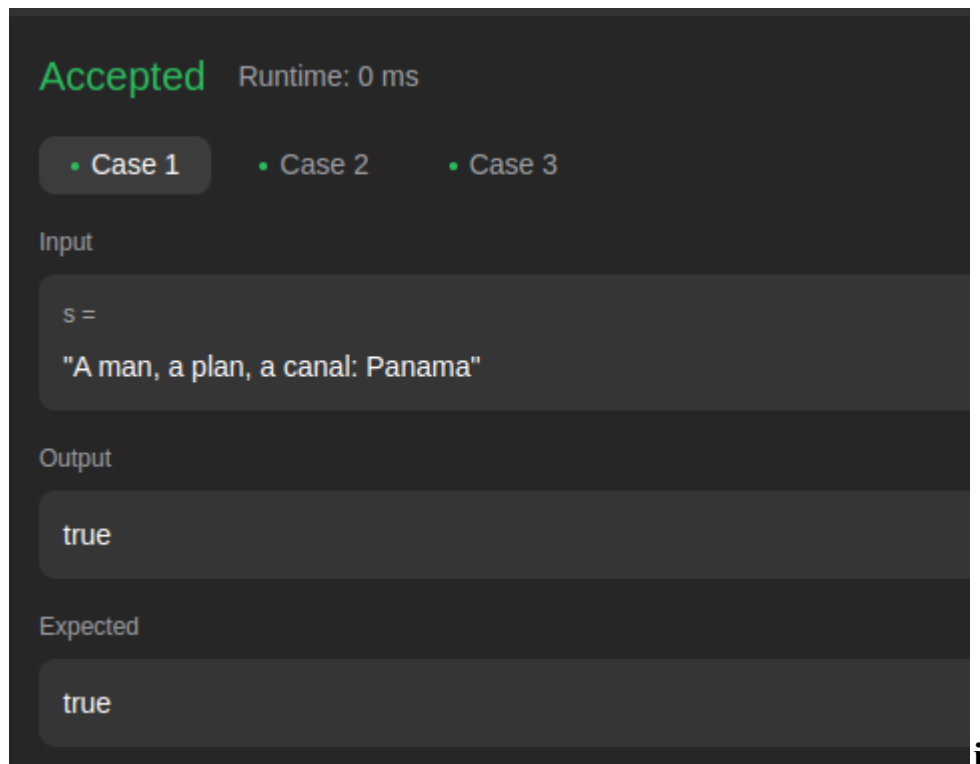 Accepted Runtime: 0 ms
• Case 1 • Case 2 • Case 3
Input
s =
"A man, a plan, a canal: Panama"
Output
true
Expected
true